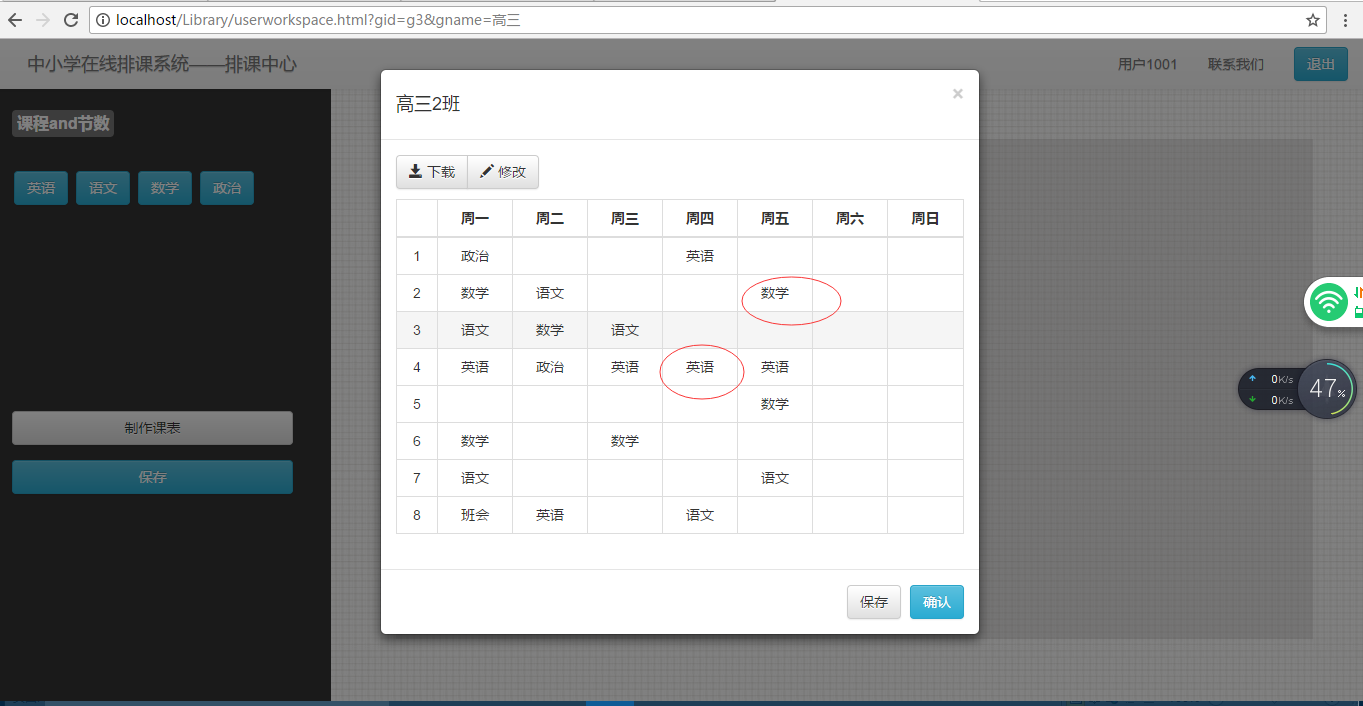 localhost/Library/userworkspace.html?gid=g3&gname=高三
中小学在线排课系统——排课中心
用户1001 联系我们 退出
课程and节数
英语 语文 数学 政治
制作课表
保存
高三2班 ×
下载 修改
周一 周二 周三 周四 周五 周六 周日
1 政治 英语
2 数学 语文 数学
3 语文 数学 语文
4 英语 政治 英语 英语 英语
5 数学
6 数学 数学
7 语文 语文
8 班会 英语 语文
保存 确认
0K/s
0K/s
47%